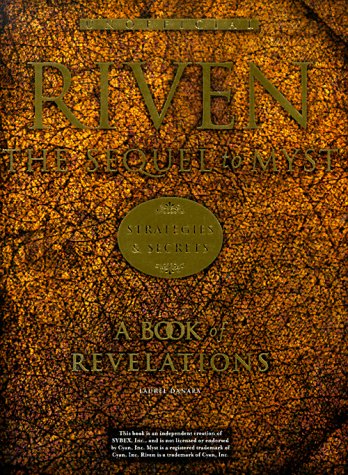 UNOFFICIAL
RIVEN
THE SEQUEL to MYST
STRATEGIES
& SECRETS
A BOOK of
REVELATIONS
LAUREL DANARA
This book is an independent creation of
SYBEX, Inc., and is not licensed or endorsed
by Cyan, Inc. Myst is a registered trademark of
Cyan, Inc. Riven is a trademark of Cyan, Inc.